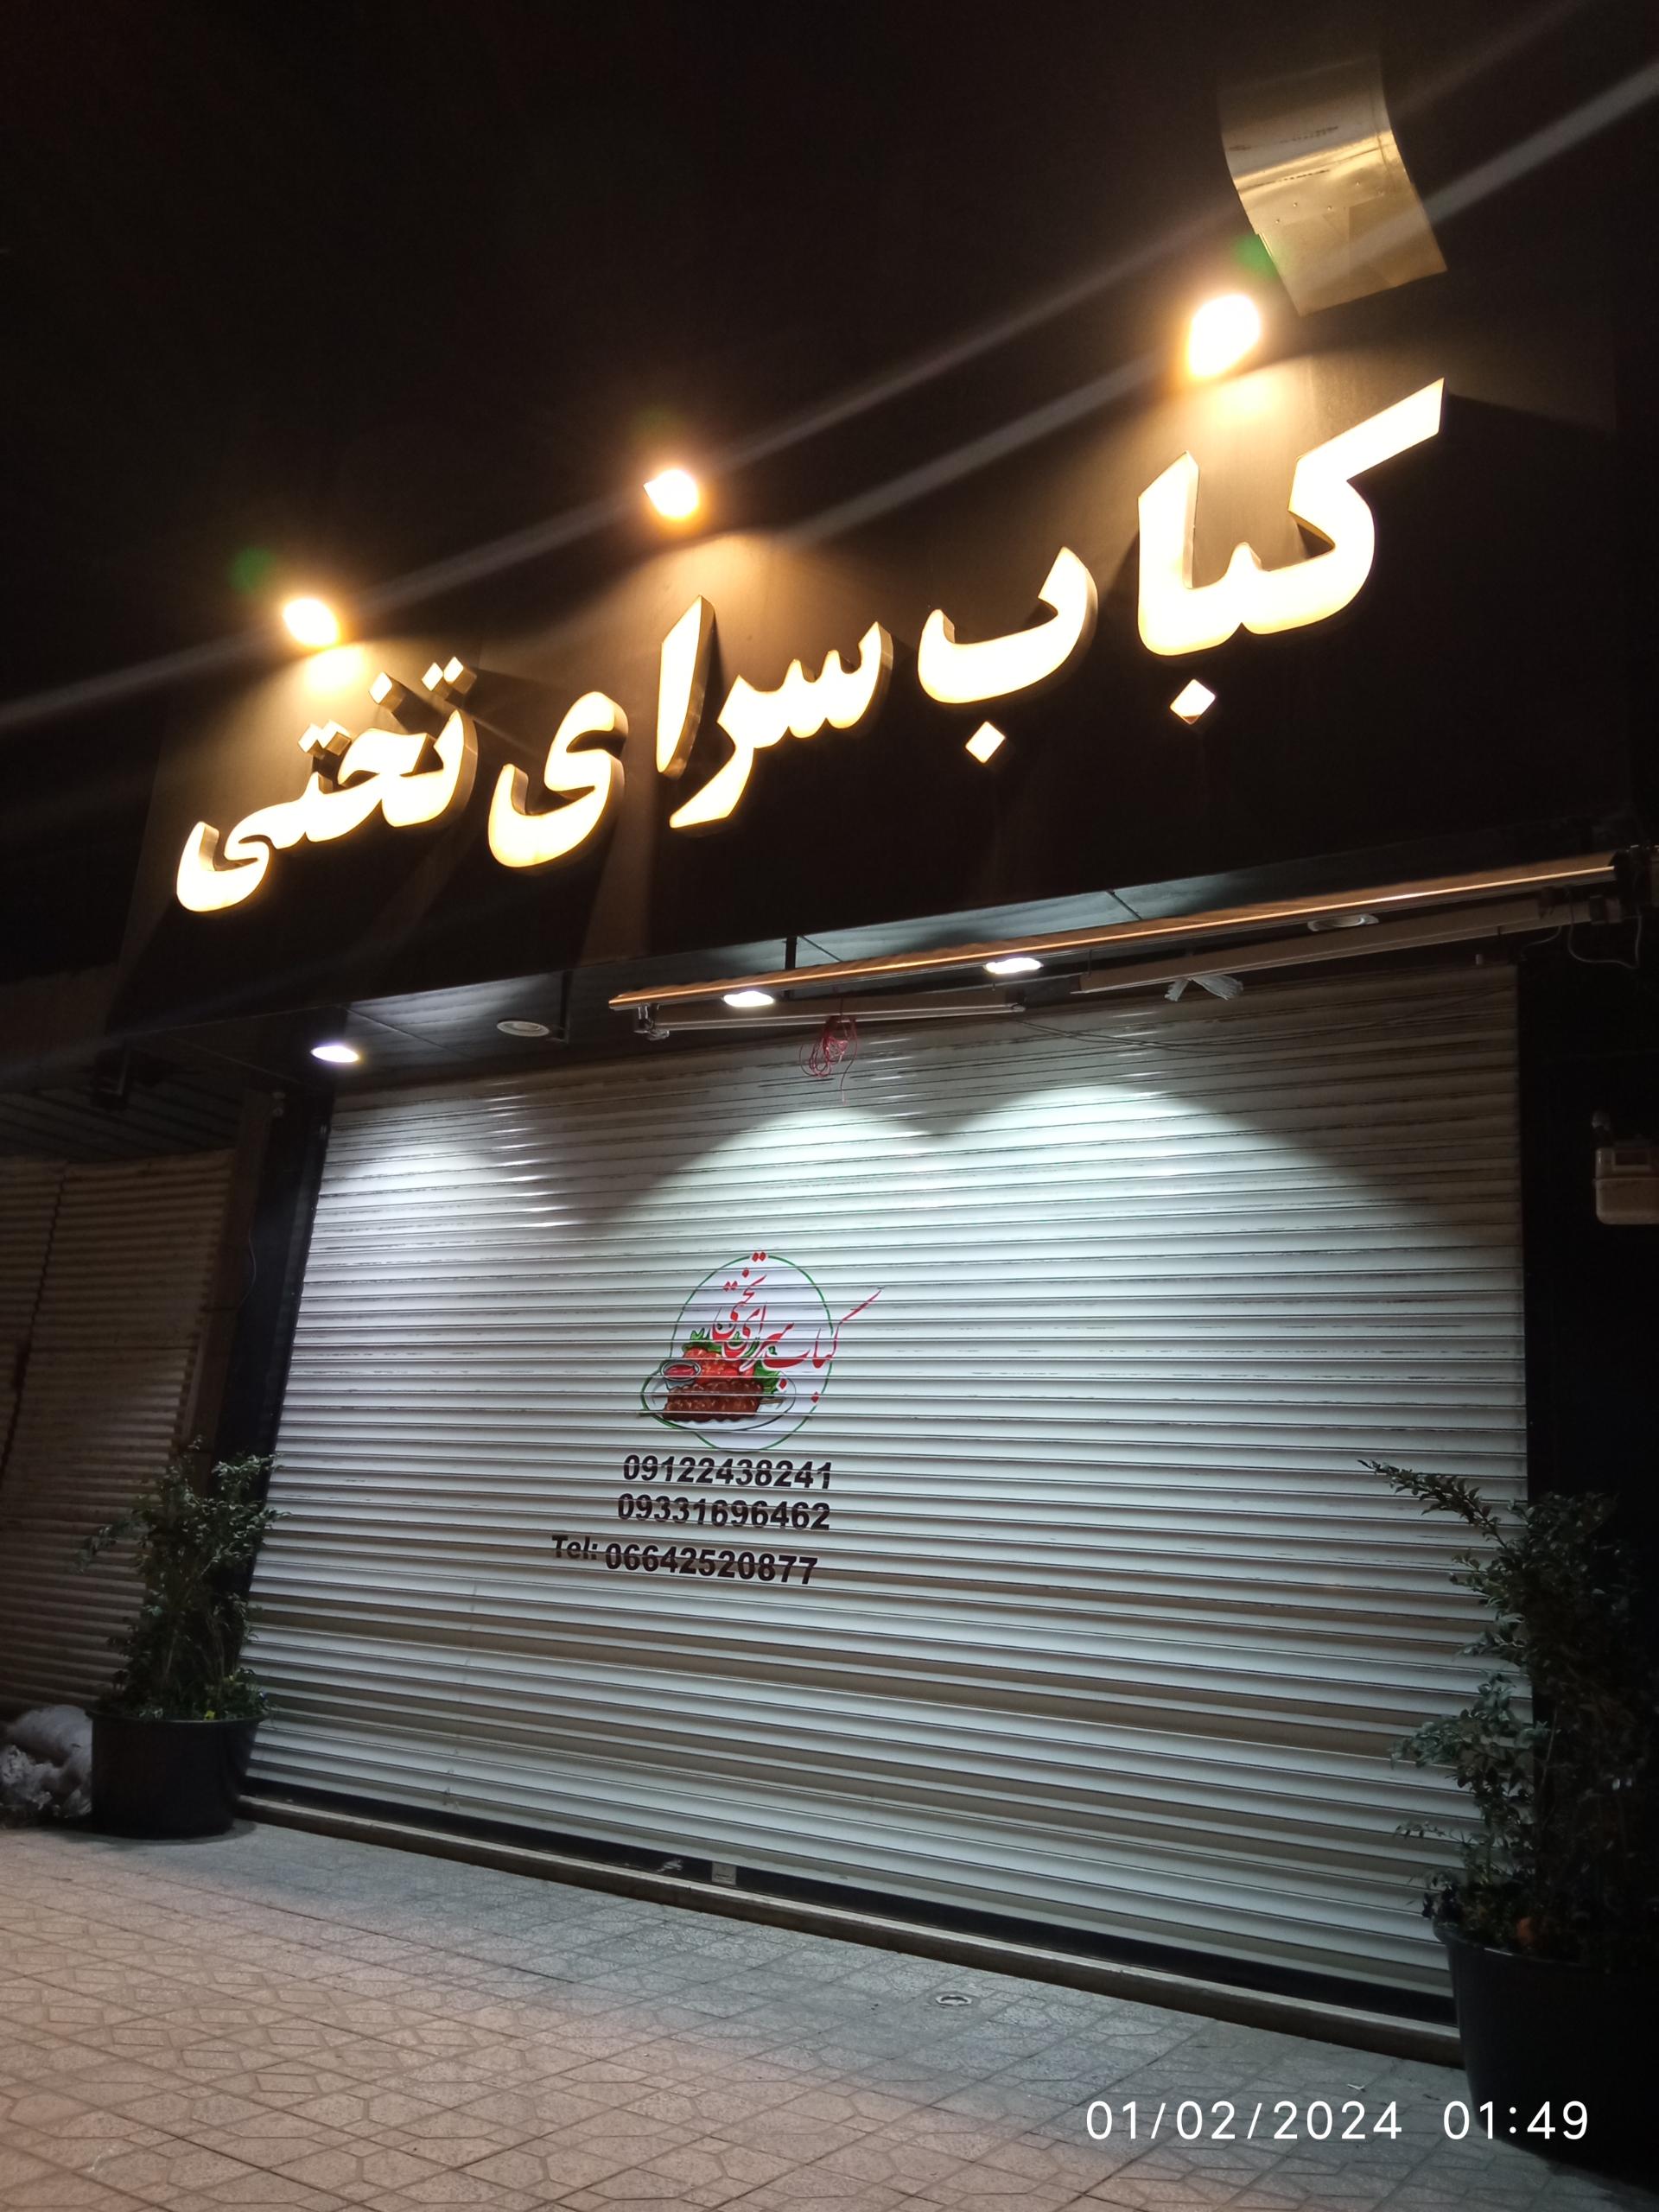 کباب سرای تختی
کباب سرای تختی
09122438241
09331696462
Tel: 06642520877
01/02/2024 01:49